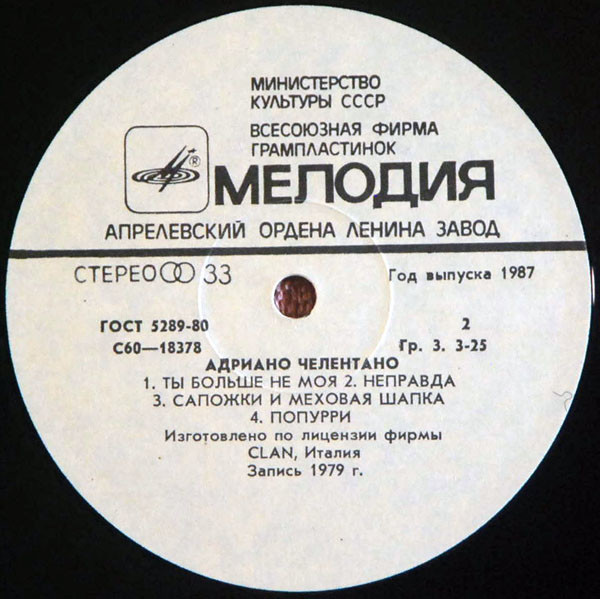 МИНИСТЕРСТВО
КУЛЬТУРЫ СССР
ВСЕСОЮЗНАЯ ФИРМА
ГРАМПЛАСТИНОК
®
МЕЛОДИЯ
АПРЕЛЕВСКИЙ ОРДЕНА ЛЕНИНА ЗАВОД
СТЕРЕО 33
Год выпуска 1987
ГОСТ 5289-80
2
С60—18378
Гр. 3. 3-25
АДРИАНО ЧЕЛЕНТАНО
1. ТЫ БОЛЬШЕ НЕ МОЯ 2. НЕПРАВДА
3. САПОЖКИ И МЕХОВАЯ ШАПКА
4. ПОПУРРИ
Изготовлено по лицензии фирмы
CLAN, Италия
Запись 1979 г.